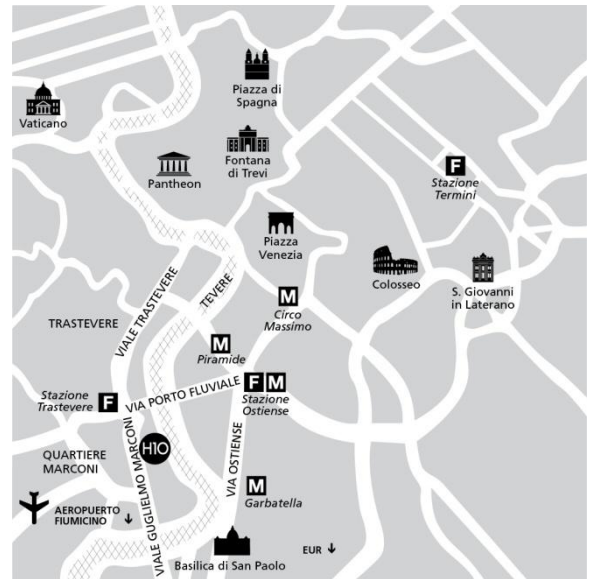 Piazza di
Spagna
Vaticano
Fontana
di Trevi
Pantheon
F
Stazione
Termini
Piazza
Venezia
Colosseo
S. Giovanni
in Laterano
TEVERE
VIALE TRASTEVERE
M
Circo
Massimo
TRASTEVERE
M
Piramide
Stazione
Trastevere
F
VIA PORTO FLUVIALE
F M
Stazione
Ostiense
H10
QUARTIERE
MARCONI
VIALE GUGLIELMO MARCONI
VIA OSTIENSE
M
Garbatella
AEROPUERTO
FIUMICINO ↓
Basilica di San Paolo
EUR ↓